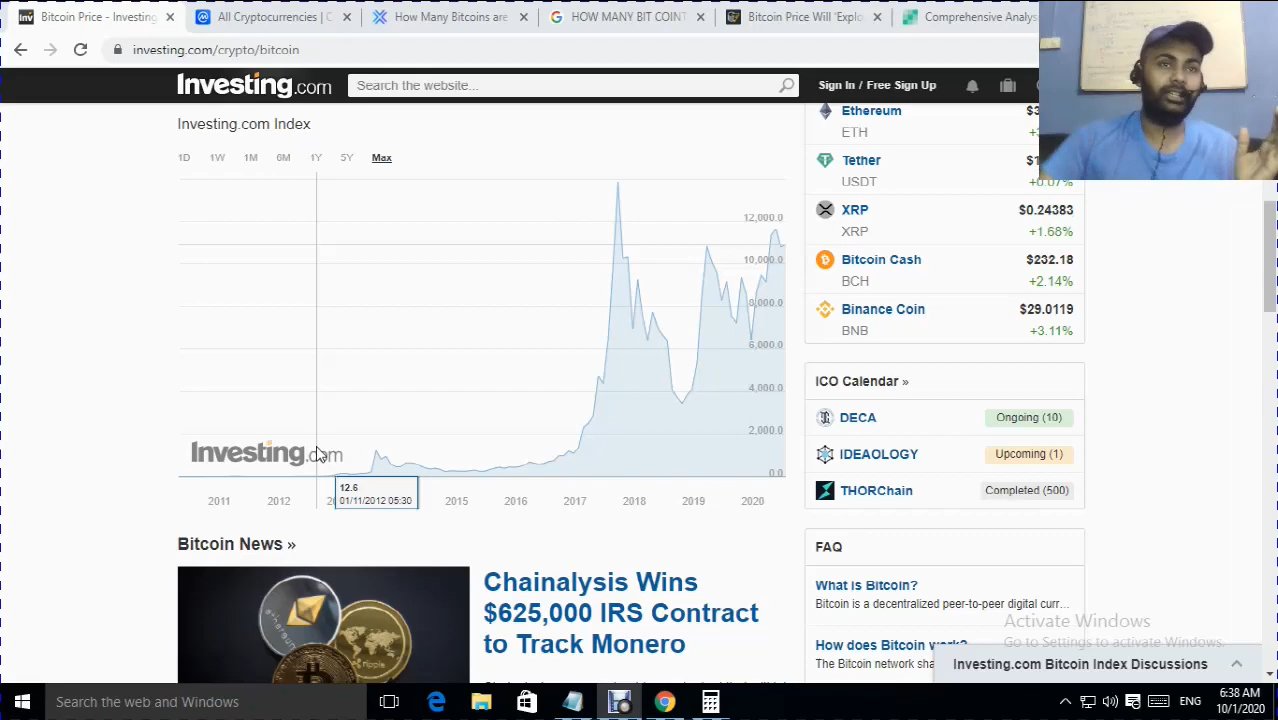 Bitcoin Price - Investing
All Cryptocurrencies | C
How Many Bitcoins are
HOW MANY BIT COINT
Bitcoin Price Will 'Explo
Comprehensive Analys
investing.com/crypto/bitcoin
Investing.com
Search the website...
Sign In / Free Sign Up
Investing.com Index
1D 1W 1M 6M 1Y 5Y Max
12,000.0
10,000.0
8,000.0
6,000.0
4,000.0
2,000.0
0.0
Investing.com
12.6
01/11/2012 05:30
2011 2012 2015 2016 2017 2018 2019 2020
Ethereum
ETH
Tether $1
USDT +0.07%
XRP $0.24383
XRP +1.68%
Bitcoin Cash $232.18
BCH +2.14%
Binance Coin $29.0119
BNB +3.11%
ICO Calendar »
DECA Ongoing (10)
IDEAOLOGY Upcoming (1)
THORChain Completed (500)
Bitcoin News »
Chainalysis Wins
$625,000 IRS Contract
to Track Monero
FAQ
What is Bitcoin?
Bitcoin is a decentralized peer-to-peer digital curr...
How does Bitcoin work?
The Bitcoin network sha
Activate Windows
Go to Settings to activate Windows.
Investing.com Bitcoin Index Discussions
Search the web and Windows
ENG
6:38 AM
10/1/2020